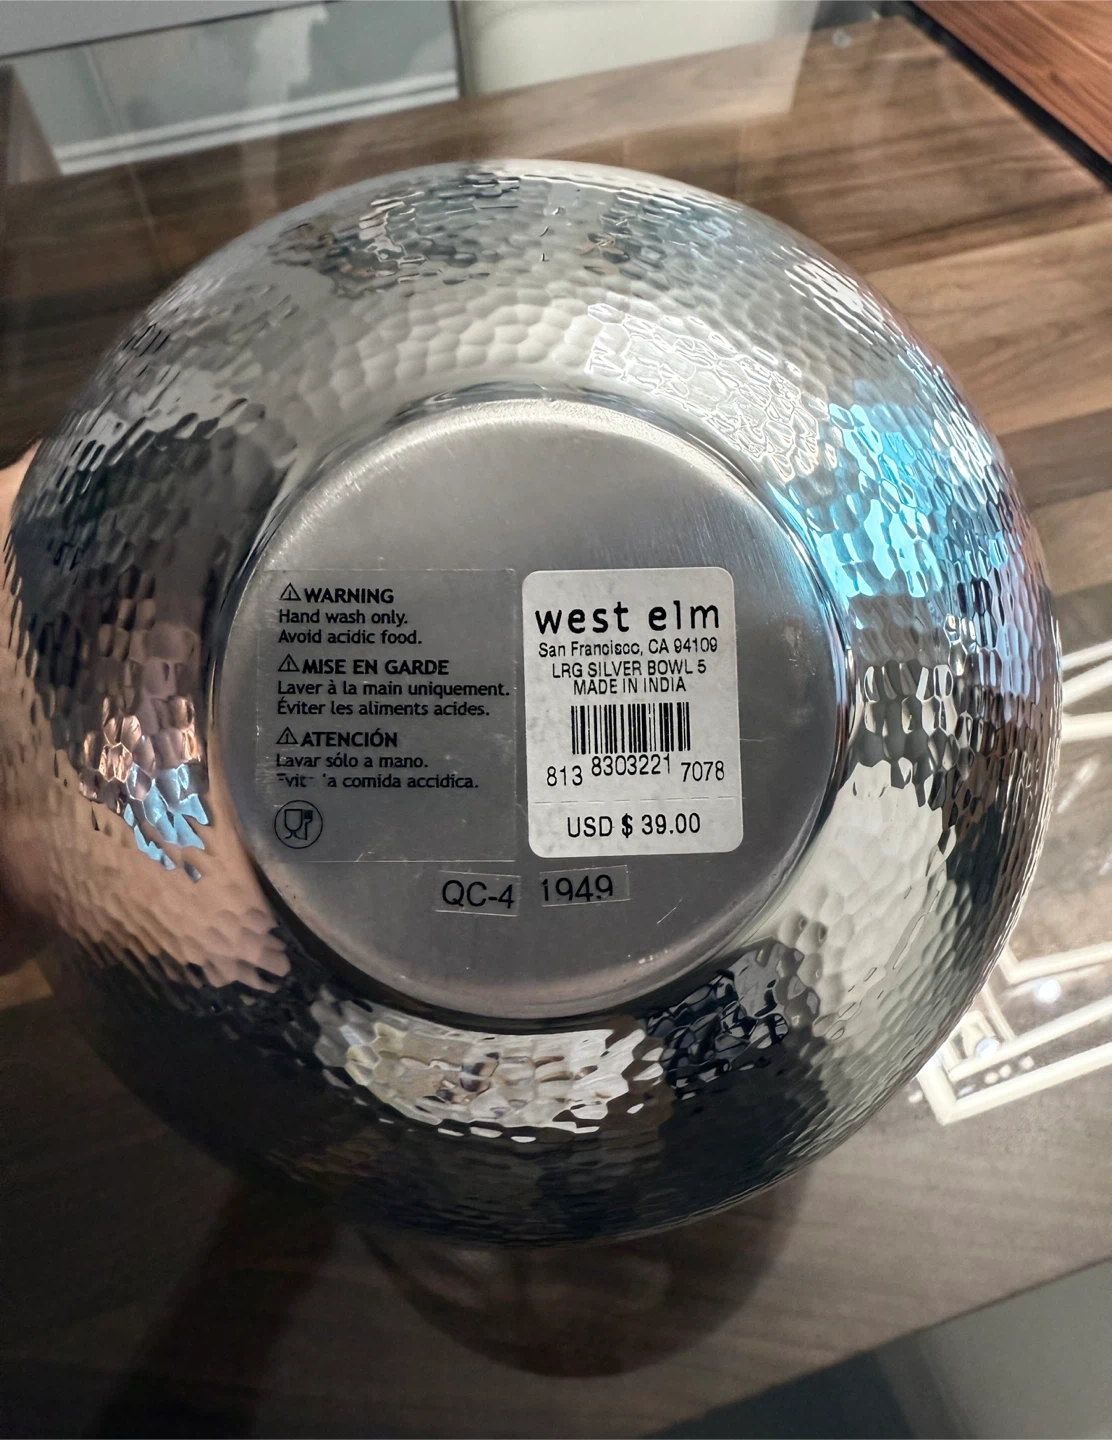 WARNING
Hand wash only.
Avoid acidic food.
MISE EN GARDE
Laver à la main uniquement.
Éviter les aliments acides.
ATENCIÓN
Lavar sólo a mano.
a comida accidica.
west elm
San Francisco, CA 94109
LRG SILVER BOWL 5
MADE IN INDIA
813 8303221 7078
USD $ 39.00
QC-4 1949